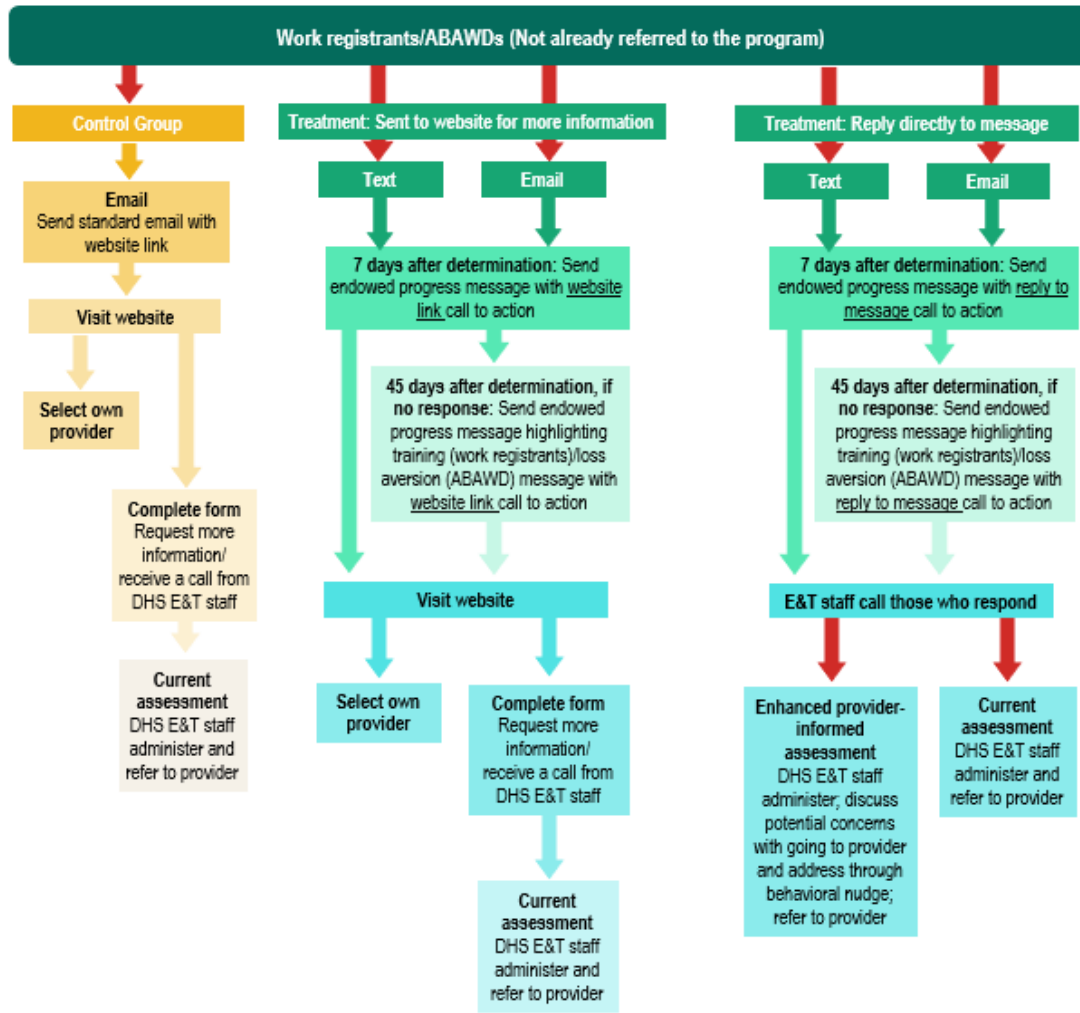 Work registrants/ABAWDs (Not already referred to the program)
Control Group
Email
Send standard email with
website link
Visit website
Select own
provider
Complete form
Request more
information/
receive a call from
DHS E&T staff
Current
assessment
DHS E&T staff
administer and
refer to provider
Treatment: Sent to website for more information
Text
Email
7 days after determination: Send
endowed progress message with website
link call to action
45 days after determination, if
no response: Send endowed
progress message highlighting
training (work registrants)/loss
aversion (ABAWD) message with
website link call to action
Visit website
Select own
provider
Complete form
Request more
information/
receive a call from
DHS E&T staff
Current
assessment
DHS E&T staff
administer and
refer to provider
Treatment: Reply directly to message
Text
Email
7 days after determination: Send
endowed progress message with reply to
message call to action
45 days after determination, if
no response: Send endowed
progress message highlighting
training (work registrants)/loss
aversion (ABAWD) message with
reply to message call to action
E&T staff call those who respond
Enhanced provider-
informed
assessment
DHS E&T staff
administer; discuss
potential concerns
with going to provider
and address through
behavioral nudge;
refer to provider
Current
assessment
DHS E&T staff
administer and
refer to provider